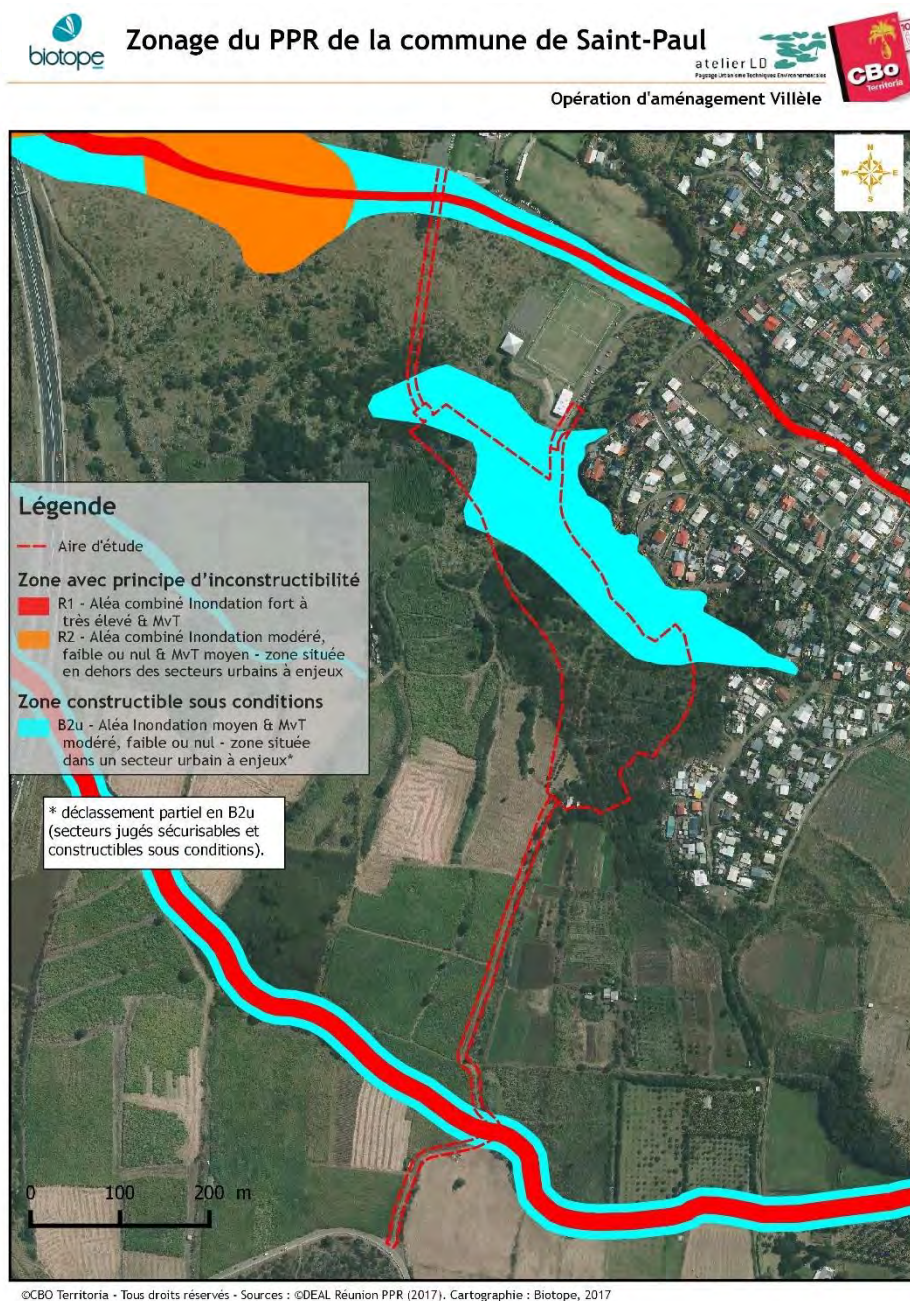 biotope
Zonage du PPR de la commune de Saint-Paul
atelier LD
Paysage Urbanisme Techniques Environnementales
CBo
Territoria
Opération d'aménagement Villèle
N
W E
S
Légende
Aire d'étude
Zone avec principe d'inconstructibilité
R1 - Aléa combiné Inondation fort à
très élevé & MvT
R2 - Aléa combiné Inondation modéré,
faible ou nul & MvT moyen - zone située
en dehors des secteurs urbains à enjeux
Zone constructible sous conditions
B2u - Aléa Inondation moyen & MvT
modéré, faible ou nul - zone située
dans un secteur urbain à enjeux*
* déclassement partiel en B2u
(secteurs jugés sécurisables et
constructibles sous conditions).
0 100 200 m
©CBO Territoria - Tous droits réservés - Sources : ©DEAL Réunion PPR (2017). Cartographie : Biotope, 2017